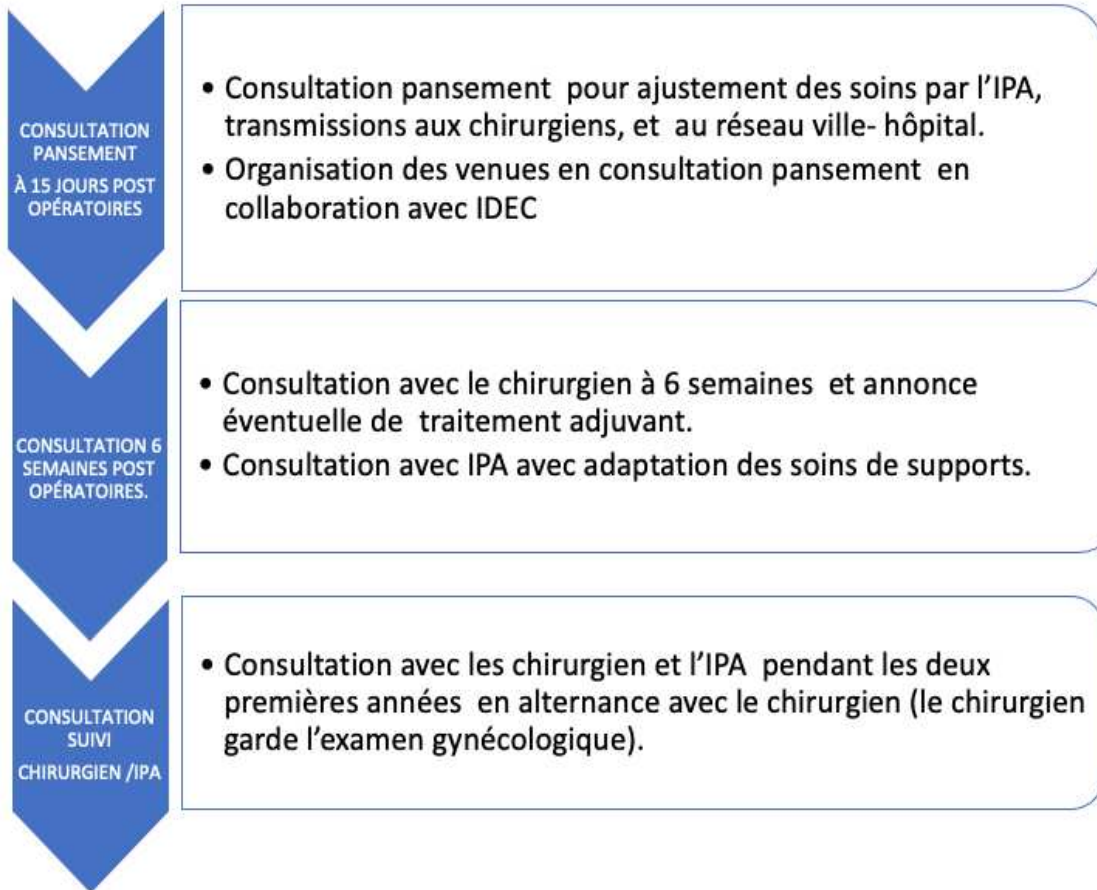 CONSULTATION
PANSEMENT
À 15 JOURS POST
OPÉRATOIRES
• Consultation pansement pour ajustement des soins par l'IPA,
transmissions aux chirurgiens, et au réseau ville- hôpital.
• Organisation des venues en consultation pansement en
collaboration avec IDEC
CONSULTATION 6
SEMAINES POST
OPÉRATOIRES.
• Consultation avec le chirurgien à 6 semaines et annonce
éventuelle de traitement adjuvant.
• Consultation avec IPA avec adaptation des soins de supports.
CONSULTATION
SUIVI
CHIRURGIEN /IPA
• Consultation avec les chirurgien et l'IPA pendant les deux
premières années en alternance avec le chirurgien (le chirurgien
garde l'examen gynécologique).